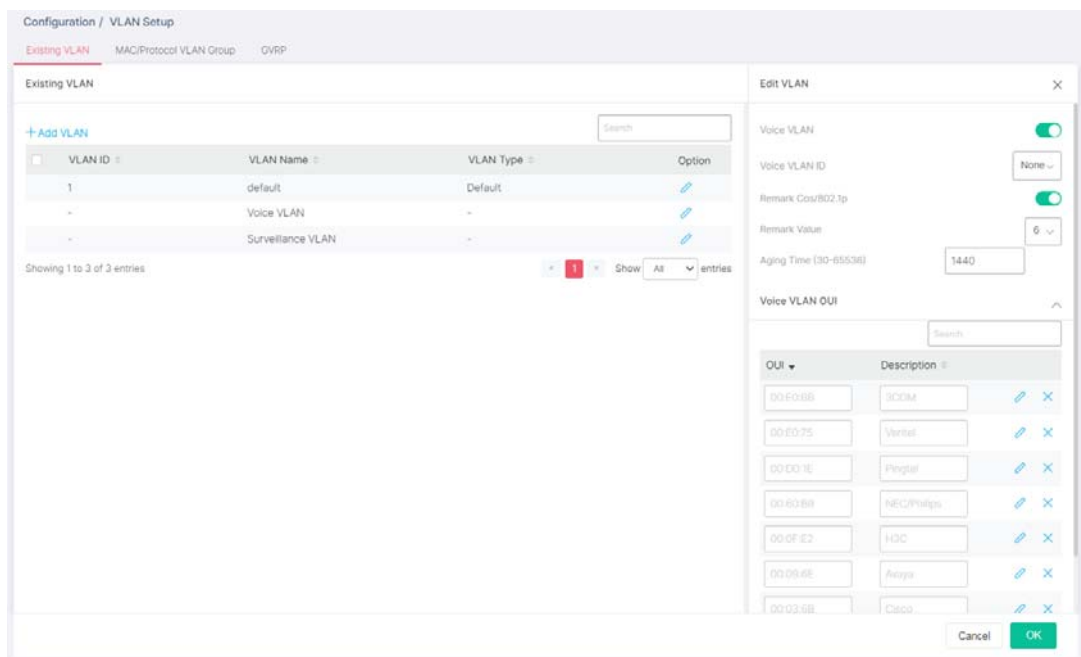 Configuration / VLAN Setup
Existing VLAN MAC/Protocol VLAN Group GVRP
Existing VLAN
+Add VLAN
Search
VLAN ID VLAN Name VLAN Type Option
1 default Default
- Voice VLAN -
- Surveillance VLAN -
Showing 1 to 3 of 3 entries
« 1 » Show All entries
Edit VLAN ×
Voice VLAN
Voice VLAN ID None
Remark Cos/802.1p
Remark Value 6
Aging Time (30-65536) 1440
Voice VLAN OUI
Search
OUI Description
00:E0:BB 3COM
00:E0:75 Veritel
00:D0:1E Pingtel
00:60:B9 NEC/Philips
00:0F:E2 H3C
00:09:6E Avaya
00:03:6B Cisco
Cancel OK